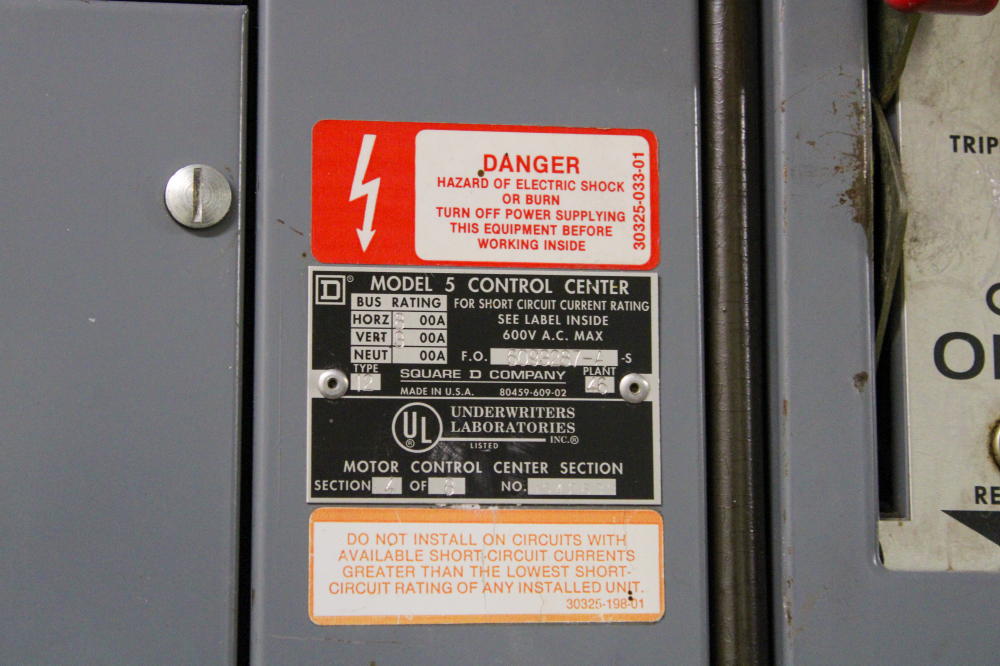 DANGER
HAZARD OF ELECTRIC SHOCK
OR BURN
TURN OFF POWER SUPPLYING
THIS EQUIPMENT BEFORE
WORKING INSIDE
30325-033-01
D ®
MODEL 5 CONTROL CENTER
BUS RATING
FOR SHORT CIRCUIT CURRENT RATING
HORZ 00A
SEE LABEL INSIDE
VERT 00A
600V A.C. MAX
NEUT 00A
F.O. -S
TYPE
12
SQUARE D COMPANY
PLANT
46
MADE IN U.S.A. 80459-609-02
UL ®
UNDERWRITERS
LABORATORIES
INC.®
LISTED
MOTOR CONTROL CENTER SECTION
SECTION 4 OF NO.
DO NOT INSTALL ON CIRCUITS WITH
AVAILABLE SHORT-CIRCUIT CURRENTS
GREATER THAN THE LOWEST SHORT-
CIRCUIT RATING OF ANY INSTALLED UNIT.
30325-198-01
TRIP
RE